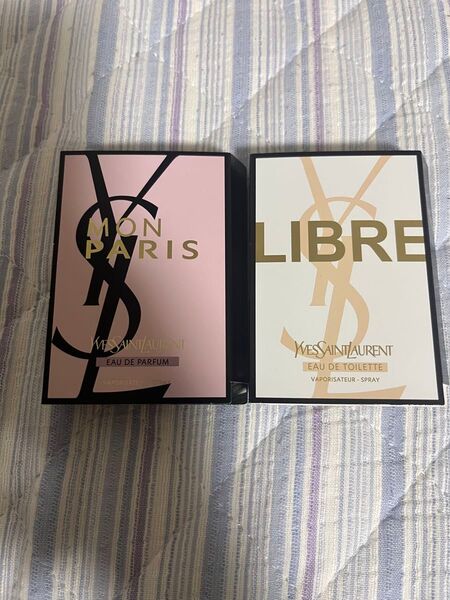 MON
PARIS
YVESSAINTLAURENT
EAU DE PARFUM
LIBRE
YVESSAINTLAURENT
EAU DE TOILETTE
VAPORISATEUR - SPRAY